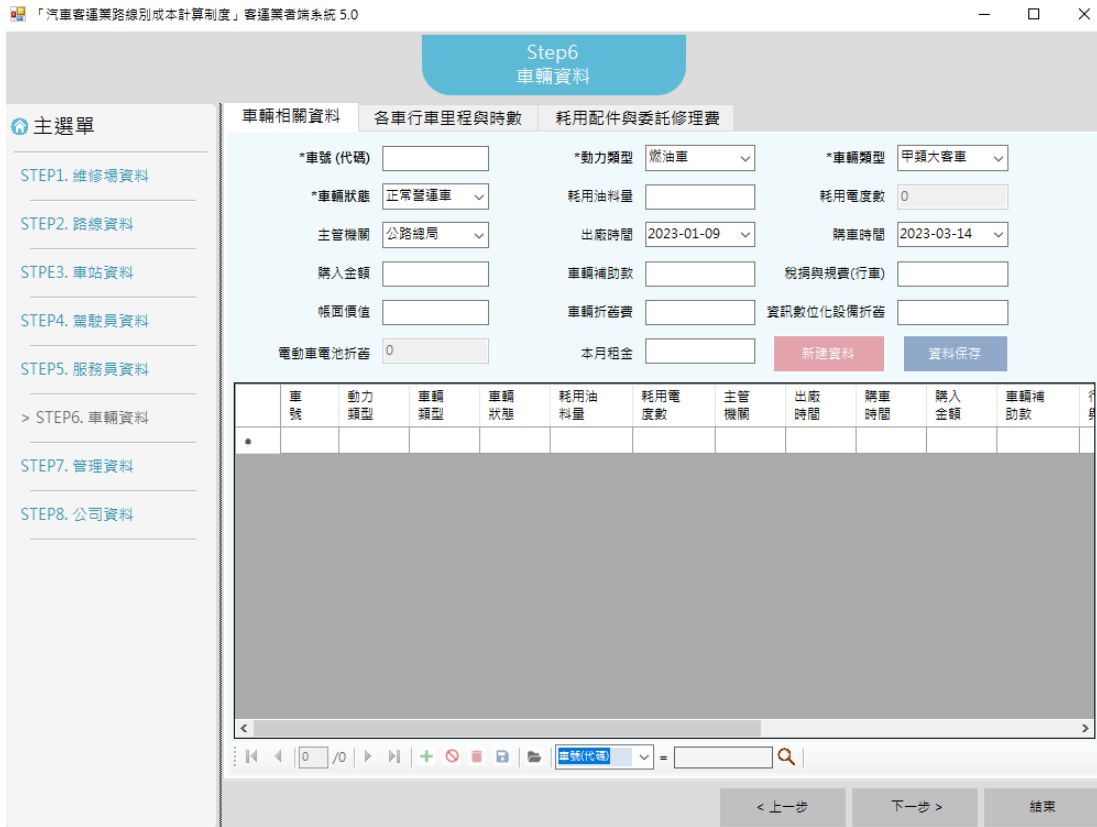 「汽車客運業路線別成本計算制度」客運業者端系統 5.0
Step6
車輛資料
主選單
STEP1. 維修場資料
STEP2. 路線資料
STPE3. 車站資料
STEP4. 駕駛員資料
STEP5. 服務員資料
> STEP6. 車輛資料
STEP7. 管理資料
STEP8. 公司資料
車輛相關資料 各車行車里程與時數 耗用配件與委託修理費
*車號 (代碼) *動力類型 燃油車 *車輛類型 甲類大客車
*車輛狀態 正常營運車 耗用油料量 耗用電度數 0
主管機關 公路總局 出廠時間 2023-01-09 購車時間 2023-03-14
購入金額 車輛補助款 稅捐與規費(行車)
帳面價值 車輛折舊費 資訊數位化設備折舊
電動車電池折舊 0 本月租金 新建資料 資料保存
車 動力 車輛 車輛 耗用油 耗用電 主管 出廠 購車 購入 車輛補
號 類型 類型 狀態 料量 度數 機關 時間 時間 金額 助款
0 /0 車號(代碼) =
< 上一步 下一步 > 結束